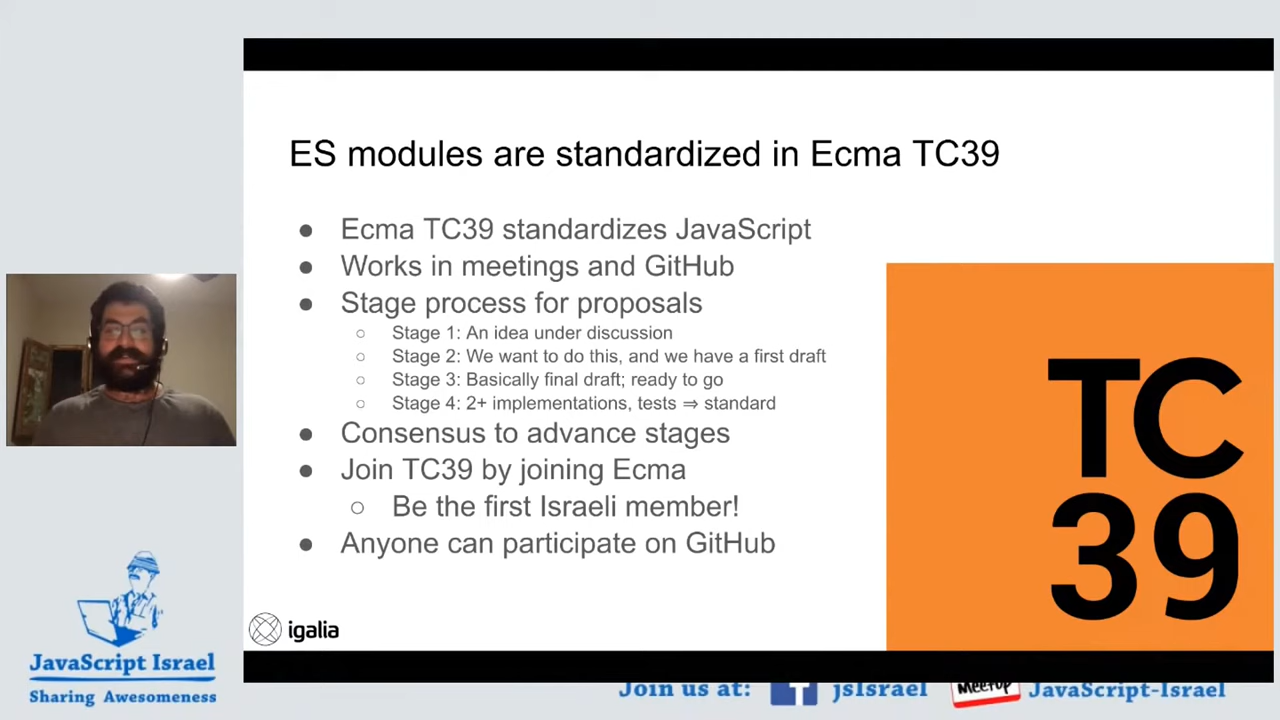 ES modules are standardized in Ecma TC39
● Ecma TC39 standardizes JavaScript
● Works in meetings and GitHub
● Stage process for proposals
○ Stage 1: An idea under discussion
○ Stage 2: We want to do this, and we have a first draft
○ Stage 3: Basically final draft; ready to go
○ Stage 4: 2+ implementations, tests ⇒ standard
● Consensus to advance stages
● Join TC39 by joining Ecma
○ Be the first Israeli member!
● Anyone can participate on GitHub
TC
39
igalia
JavaScript Israel
Sharing Awesomeness
Join us at: f jsIsrael Meetup JavaScript-Israel